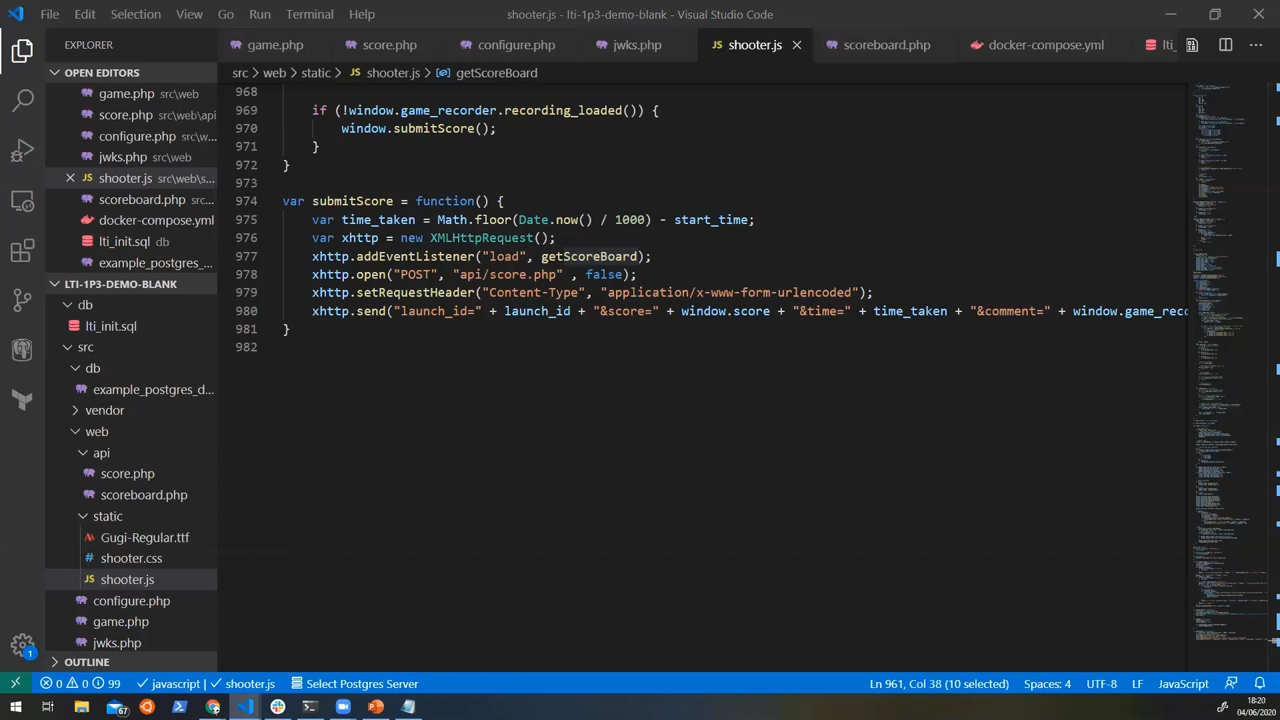 File Edit Selection View Go Run Terminal Help shooter.js - lti-1p3-demo-blank - Visual Studio Code
EXPLORER
game.php score.php configure.php jwks.php shooter.js scoreboard.php docker-compose.yml lti_
src > web > static > shooter.js > getScoreBoard
OPEN EDITORS
game.php src\web
score.php src\web\api
configure.php src\w...
jwks.php src\web
shooter.js src\web\s...
scoreboard.php src...
docker-compose.yml
lti_init.sql db
example_postgres_...
LTI-1P3-DEMO-BLANK
db
lti_init.sql
src
db
example_postgres_d...
vendor
web
api
score.php
scoreboard.php
static
Gugi-Regular.ttf
shooter.css
shooter.js
configure.php
game.php
jwks.php
OUTLINE
968
969 if (!window.game_recorder.recording_loaded()) {
970 window.submitScore();
971 }
972 }
973
974 var submitScore = function() {
975 var time_taken = Math.floor(Date.now() / 1000) - start_time;
976 var xhttp = new XMLHttpRequest();
977 xhttp.addEventListener("load", getScoreBoard);
978 xhttp.open("POST", "api/score.php", false);
979 xhttp.setRequestHeader("Content-Type", "application/x-www-form-urlencoded");
980 xhttp.send("launch_id=" + launch_id + "&score=" + window.score + "&time=" + time_taken + "&comment=" + window.game_reco
981 }
982
0 0 99 javascript | shooter.js Select Postgres Server Ln 961, Col 38 (10 selected) Spaces: 4 UTF-8 LF JavaScript
1
67
18:20
04/06/2020